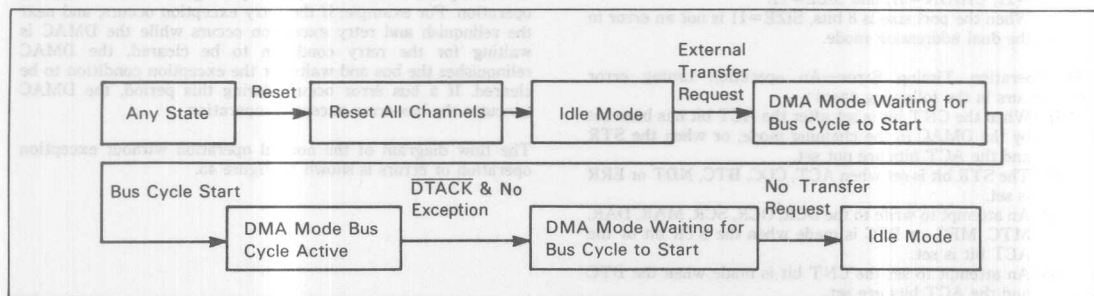 External
Transfer
Request
Reset
Any State
Reset All Channels
Idle Mode
DMA Mode Waiting for
Bus Cycle to Start
Bus Cycle Start
DTACK & No
Exception
No Transfer
Request
DMA Mode Bus
Cycle Active
DMA Mode Waiting for
Bus Cycle to Start
Idle Mode